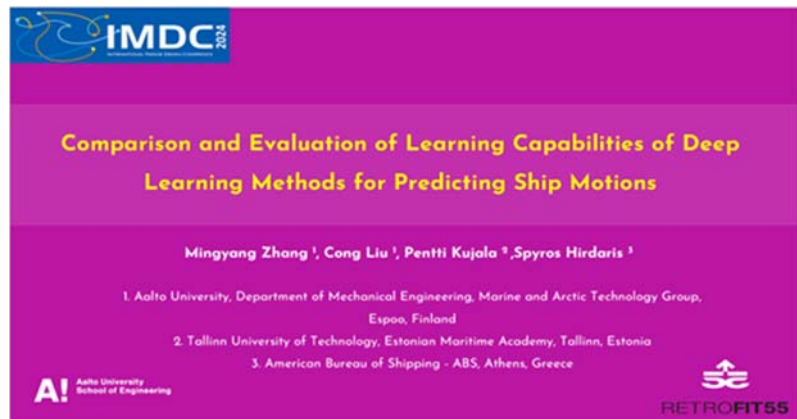 IMDC 2024
Comparison and Evaluation of Learning Capabilities of Deep
Learning Methods for Predicting Ship Motions
Mingyang Zhang ¹, Cong Liu ¹, Pentti Kujala ² ,Spyros Hirdaris ³
1. Aalto University, Department of Mechanical Engineering, Marine and Arctic Technology Group,
Espoo, Finland
2. Tallinn University of Technology, Estonian Maritime Academy, Tallinn, Estonia
3. American Bureau of Shipping - ABS, Athens, Greece
A! Aalto University
School of Engineering
RETROFIT55